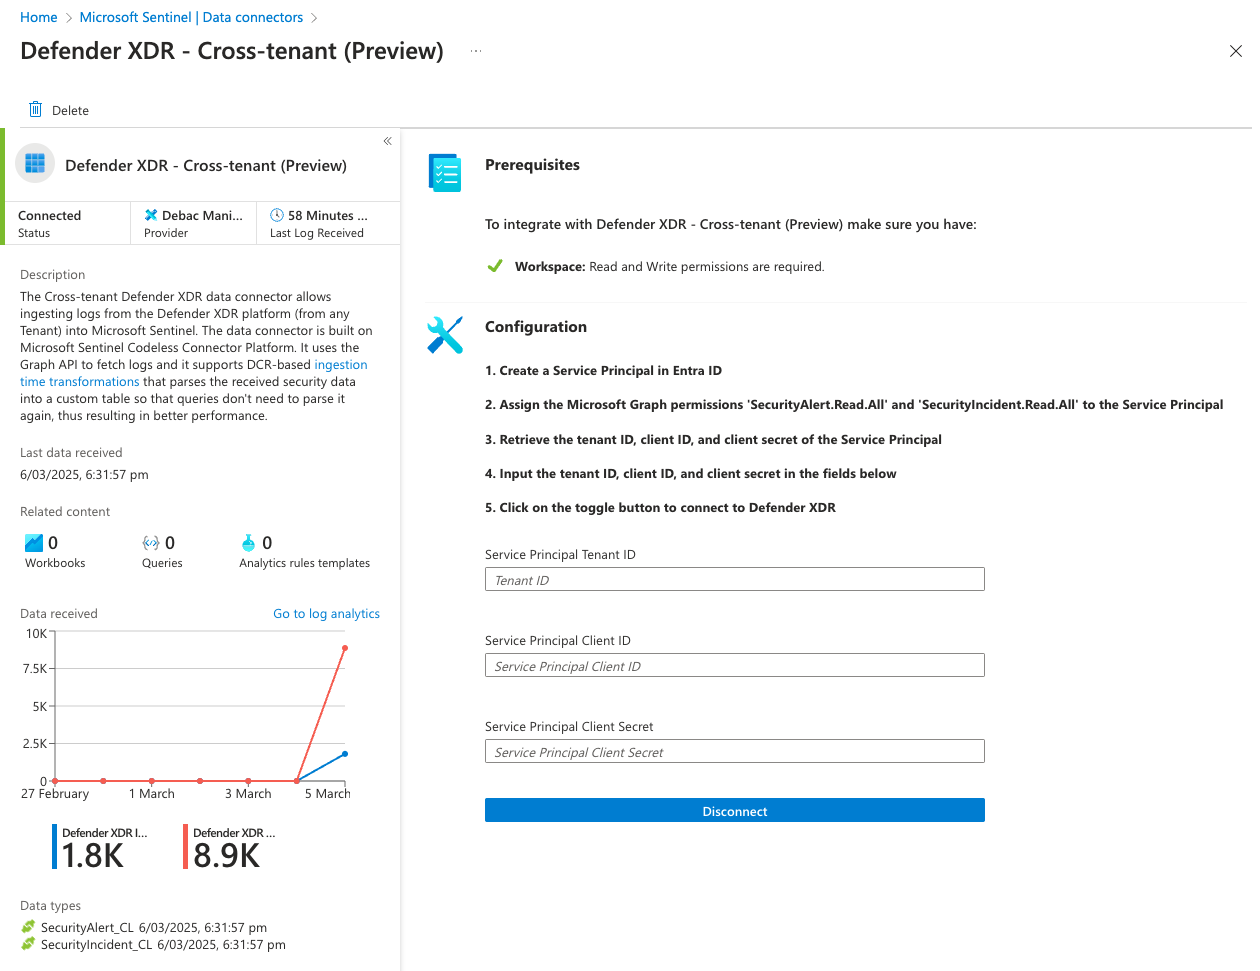 Home > Microsoft Sentinel | Data connectors >
Defender XDR - Cross-tenant (Preview) ...
Delete
Defender XDR - Cross-tenant (Preview)
Connected
Status
Debac Mani...
Provider
58 Minutes ...
Last Log Received
Description
The Cross-tenant Defender XDR data connector allows
ingesting logs from the Defender XDR platform (from any
Tenant) into Microsoft Sentinel. The data connector is built on
Microsoft Sentinel Codeless Connector Platform. It uses the
Graph API to fetch logs and it supports DCR-based ingestion
time transformations that parses the received security data
into a custom table so that queries don't need to parse it
again, thus resulting in better performance.
Last data received
6/03/2025, 6:31:57 pm
Related content
0
Workbooks
0
Queries
0
Analytics rules templates
Data received
Go to log analytics
10K
7.5K
5K
2.5K
0
27 February
1 March
3 March
5 March
Defender XDR I...
1.8K
Defender XDR ...
8.9K
Data types
SecurityAlert_CL 6/03/2025, 6:31:57 pm
SecurityIncident_CL 6/03/2025, 6:31:57 pm
Prerequisites
To integrate with Defender XDR - Cross-tenant (Preview) make sure you have:
Workspace: Read and Write permissions are required.
Configuration
1. Create a Service Principal in Entra ID
2. Assign the Microsoft Graph permissions 'SecurityAlert.Read.All' and 'SecurityIncident.Read.All' to the Service Principal
3. Retrieve the tenant ID, client ID, and client secret of the Service Principal
4. Input the tenant ID, client ID, and client secret in the fields below
5. Click on the toggle button to connect to Defender XDR
Service Principal Tenant ID
Tenant ID
Service Principal Client ID
Service Principal Client ID
Service Principal Client Secret
Service Principal Client Secret
Disconnect